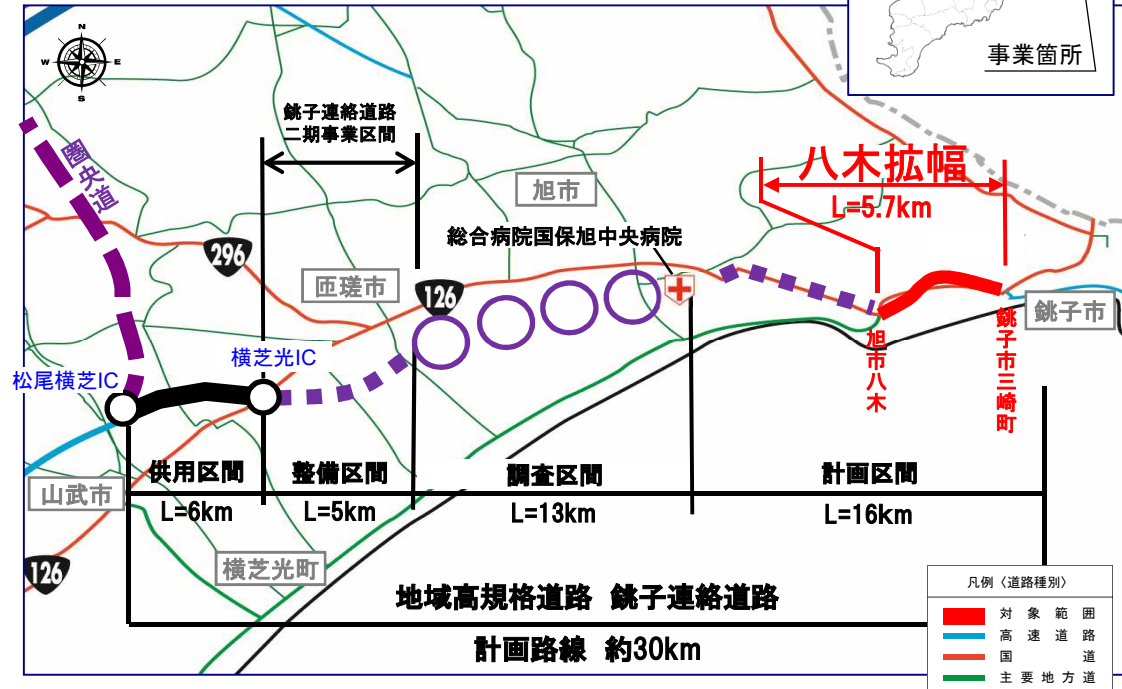 事業箇所
N
W
E
S
銚子連絡道路
二期事業区間
圏央道
旭市
八木拡幅
L=5.7km
総合病院国保旭中央病院
296
匝瑳市
126
銚子市
旭市八木
銚子市三崎町
横芝光IC
松尾横芝IC
供用区間
整備区間
調査区間
計画区間
山武市
L=6km
L=5km
L=13km
L=16km
126
横芝光町
地域高規格道路 銚子連絡道路
計画路線 約30km
凡例〈道路種別〉
対象範囲
高速道路
国道
主要地方道